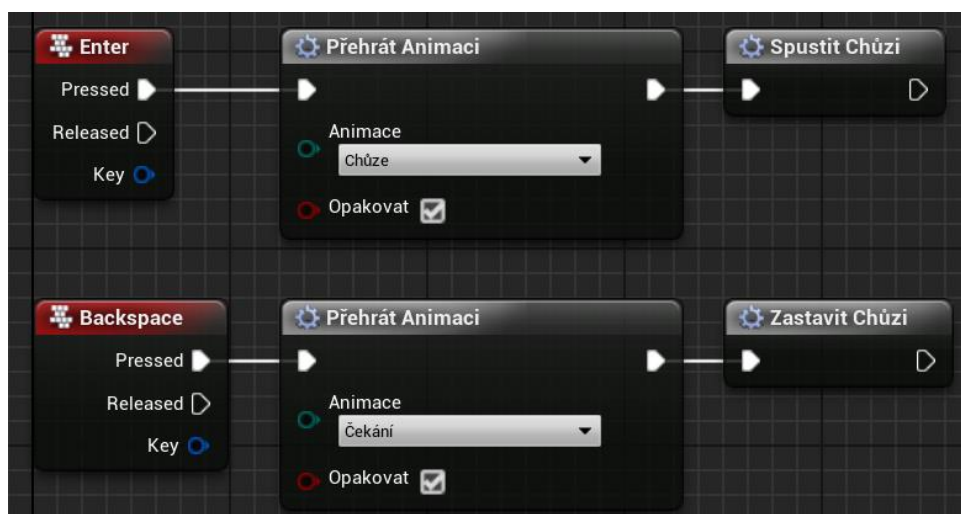 Enter
Pressed
Released
Key
Přehrát Animaci
Animace
Chůze
Opakovat
Spustit Chůzi
Backspace
Pressed
Released
Key
Přehrát Animaci
Animace
Čekání
Opakovat
Zastavit Chůzi